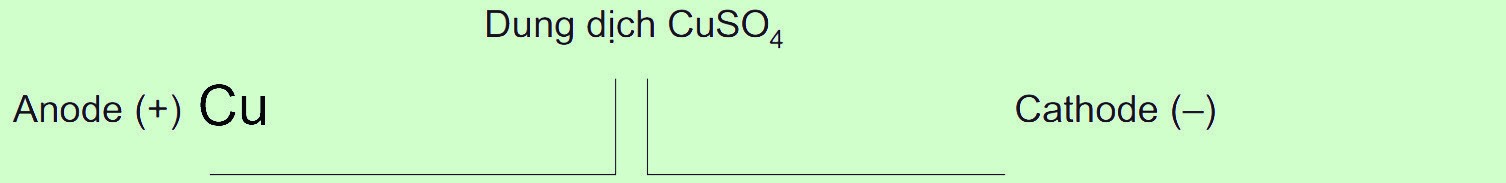 Dung dịch CuSO₄
Anode (+) Cu Cathode (–)